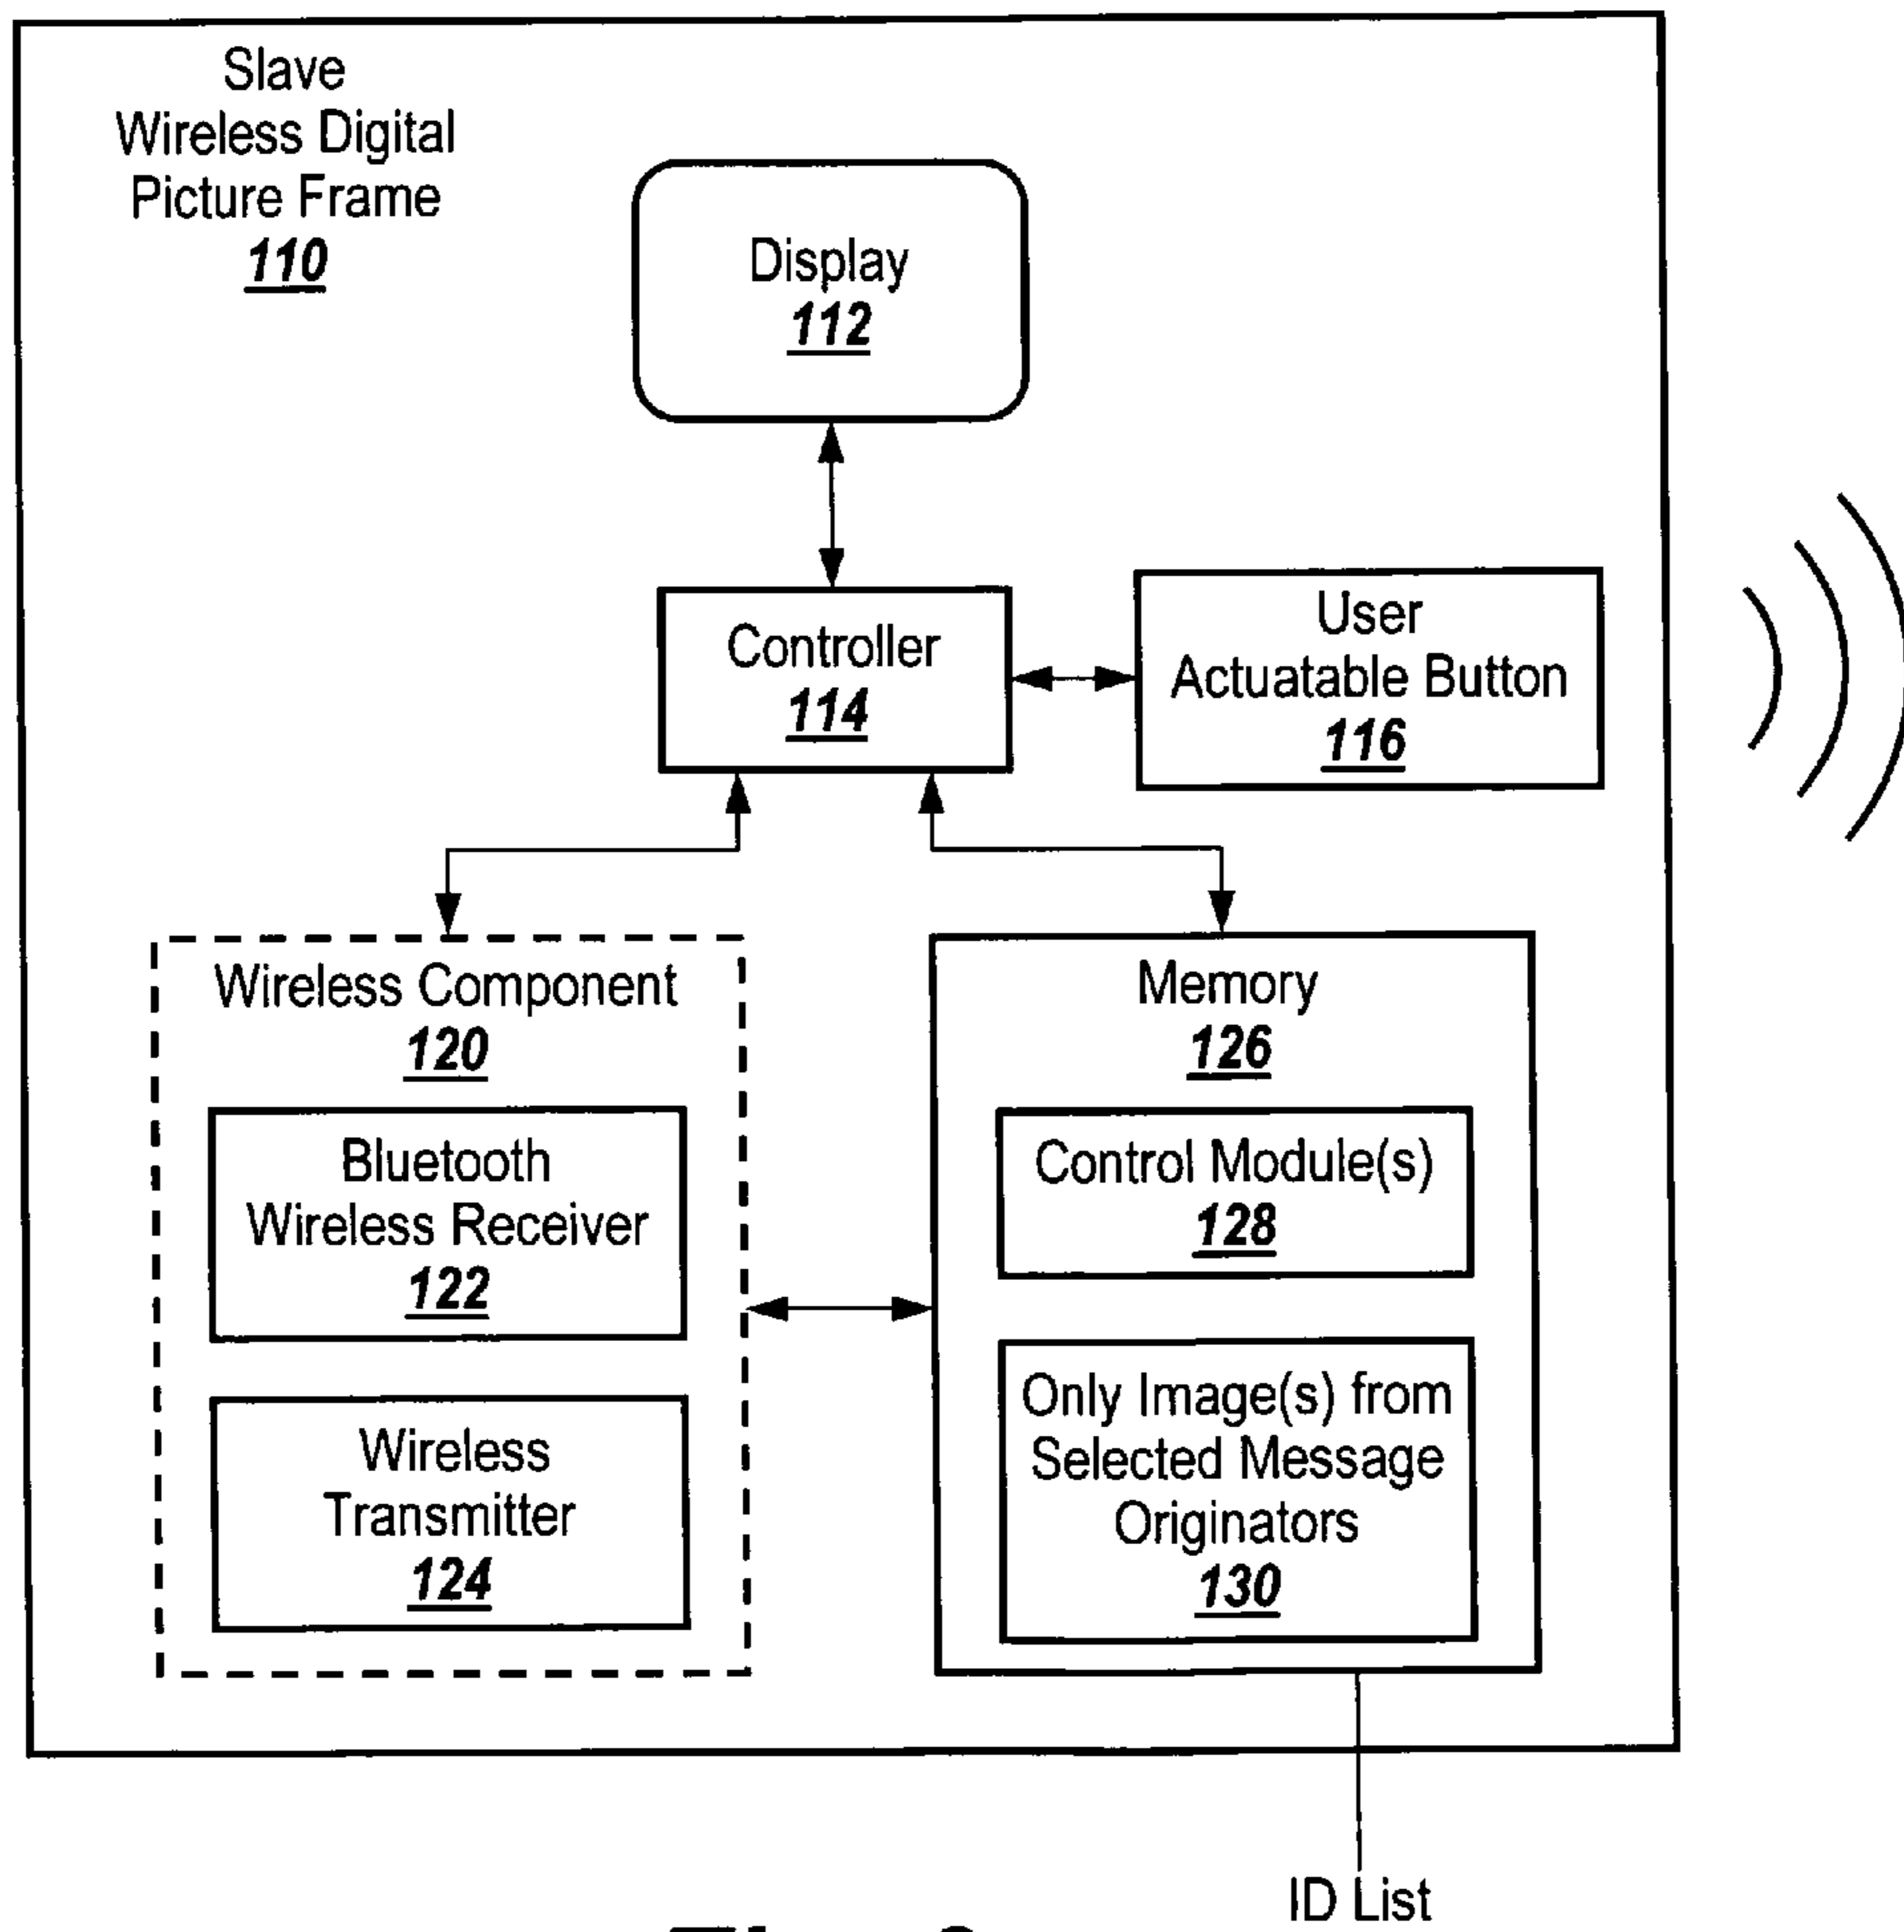 Slave
Wireless Digital
Picture Frame
110
Display
112
Controller
114
User
Actuatable Button
116
Wireless Component
120
Bluetooth
Wireless Receiver
122
Wireless
Transmitter
124
Memory
126
Control Module(s)
128
Only Image(s) from
Selected Message
Originators
130
ID List